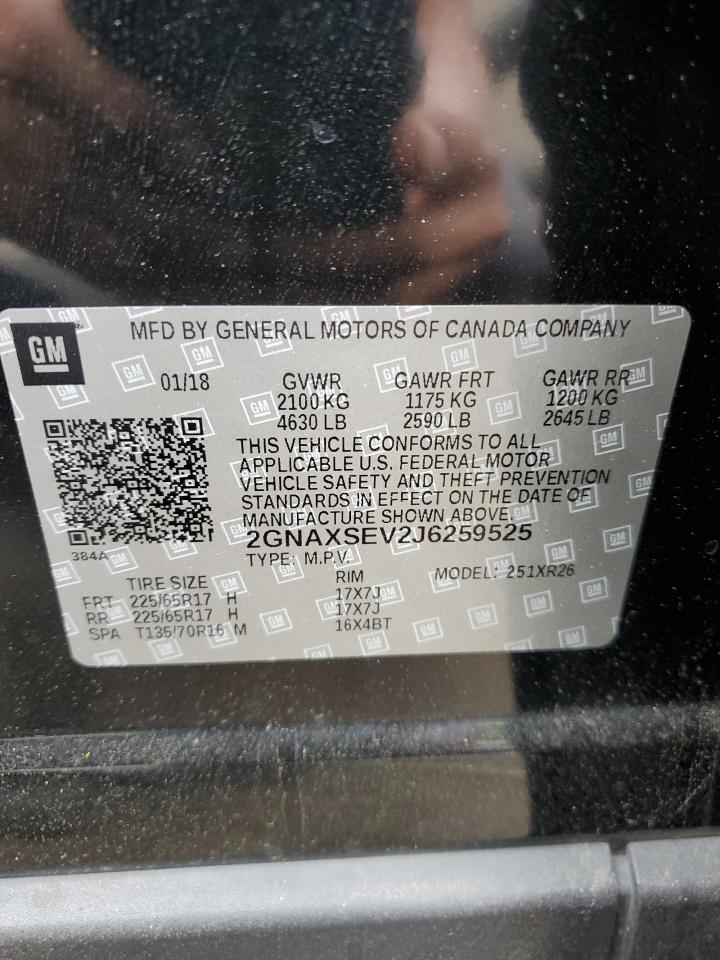 GM
MFD BY GENERAL MOTORS OF CANADA COMPANY
01/18 GVWR GAWR FRT GAWR RR
2100 KG 1175 KG 1200 KG
4630 LB 2590 LB 2645 LB
THIS VEHICLE CONFORMS TO ALL
APPLICABLE U.S. FEDERAL MOTOR
VEHICLE SAFETY AND THEFT PREVENTION
STANDARDS IN EFFECT ON THE DATE OF
MANUFACTURE SHOWN ABOVE.
2GNAXSEV2J6259525
384A
TYPE: M.P.V. MODEL: 251XR26
TIRE SIZE RIM
FRT 225/65R17 H 17X7J
RR 225/65R17 H 17X7J
SPA T135/70R16 M 16X4BT